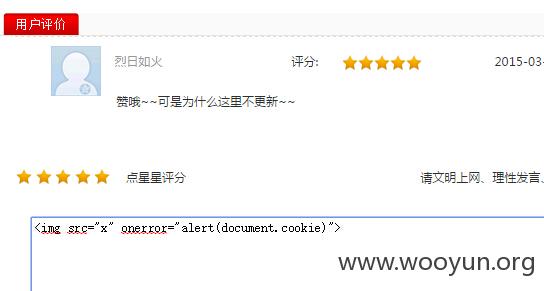 用户评价
烈日如火 评分: 2015-03-
赞哦~~可是为什么这里不更新~~
点星星评分 请文明上网、理性发言、
<img src="x" onerror="alert(document.cookie)">
www.wooyun.org